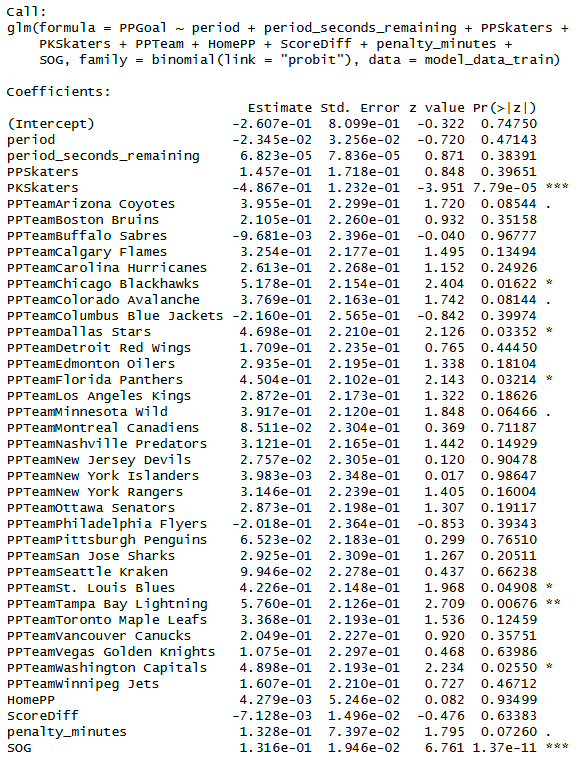 Call:
glm(formula = PPGoal ~ period + period_seconds_remaining + PPSkaters +
    PKSkaters + PPTeam + HomePP + ScoreDiff + penalty_minutes +
    SOG, family = binomial(link = "probit"), data = model_data_train)

Coefficients:
                                Estimate Std. Error z value Pr(>|z|)
(Intercept)                   -2.607e-01  8.099e-01  -0.322  0.74750
period                        -2.345e-02  3.256e-02  -0.720  0.47143
period_seconds_remaining       6.823e-05  7.836e-05   0.871  0.38391
PPSkaters                      1.457e-01  1.718e-01   0.848  0.39651
PKSkaters                     -4.867e-01  1.232e-01  -3.951 7.79e-05 ***
PPTeamArizona Coyotes          3.955e-01  2.299e-01   1.720  0.08544 .
PPTeamBoston Bruins            2.105e-01  2.260e-01   0.932  0.35158
PPTeamBuffalo Sabres          -9.681e-03  2.396e-01  -0.040  0.96777
PPTeamCalgary Flames           3.254e-01  2.177e-01   1.495  0.13494
PPTeamCarolina Hurricanes      2.613e-01  2.268e-01   1.152  0.24926
PPTeamChicago Blackhawks       5.178e-01  2.154e-01   2.404  0.01622 *
PPTeamColorado Avalanche       3.769e-01  2.163e-01   1.742  0.08144 .
PPTeamColumbus Blue Jackets   -2.160e-01  2.565e-01  -0.842  0.39974
PPTeamDallas Stars             4.698e-01  2.210e-01   2.126  0.03352 *
PPTeamDetroit Red Wings        1.709e-01  2.235e-01   0.765  0.44450
PPTeamEdmonton Oilers          2.935e-01  2.195e-01   1.338  0.18104
PPTeamFlorida Panthers         4.504e-01  2.102e-01   2.143  0.03214 *
PPTeamLos Angeles Kings        2.872e-01  2.173e-01   1.322  0.18626
PPTeamMinnesota Wild           3.917e-01  2.120e-01   1.848  0.06466 .
PPTeamMontreal Canadiens       8.511e-02  2.304e-01   0.369  0.71187
PPTeamNashville Predators      3.121e-01  2.165e-01   1.442  0.14929
PPTeamNew Jersey Devils        2.757e-02  2.305e-01   0.120  0.90478
PPTeamNew York Islanders       3.983e-03  2.348e-01   0.017  0.98647
PPTeamNew York Rangers         3.146e-01  2.239e-01   1.405  0.16004
PPTeamOttawa Senators          2.873e-01  2.198e-01   1.307  0.19117
PPTeamPhiladelphia Flyers     -2.018e-01  2.364e-01  -0.853  0.39343
PPTeamPittsburgh Penguins      6.523e-02  2.183e-01   0.299  0.76510
PPTeamSan Jose Sharks          2.925e-01  2.309e-01   1.267  0.20511
PPTeamSeattle Kraken           9.946e-02  2.278e-01   0.437  0.66238
PPTeamSt. Louis Blues          4.226e-01  2.148e-01   1.968  0.04908 *
PPTeamTampa Bay Lightning      5.760e-01  2.126e-01   2.709  0.00676 **
PPTeamToronto Maple Leafs      3.368e-01  2.193e-01   1.536  0.12459
PPTeamVancouver Canucks        2.049e-01  2.227e-01   0.920  0.35751
PPTeamVegas Golden Knights     1.075e-01  2.297e-01   0.468  0.63986
PPTeamWashington Capitals      4.898e-01  2.193e-01   2.234  0.02550 *
PPTeamWinnipeg Jets            1.607e-01  2.210e-01   0.727  0.46712
HomePP                         4.279e-03  5.246e-02   0.082  0.93499
ScoreDiff                     -7.128e-03  1.496e-02  -0.476  0.63383
penalty_minutes                1.328e-01  7.397e-02   1.795  0.07260 .
SOG                            1.316e-01  1.946e-02   6.761 1.37e-11 ***